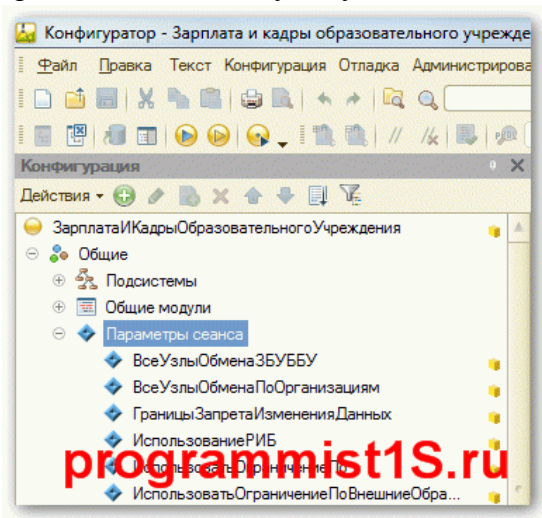 Конфигуратор - Зарплата и кадры образовательного учрежде
Файл Правка Текст Конфигурация Отладка Администрирова
Конфигурация
Действия
ЗарплатаИКадрыОбразовательногоУчреждения
Общие
Подсистемы
Общие модули
Параметры сеанса
ВсеУзлыОбменаЗБУББУ
ВсеУзлыОбменаПоОрганизациям
ГраницыЗапретаИзмененияДанных
ИспользованиеРИБ
programmist1S.ru
ИспользоватьОграничениеПоВнешниеОбра...